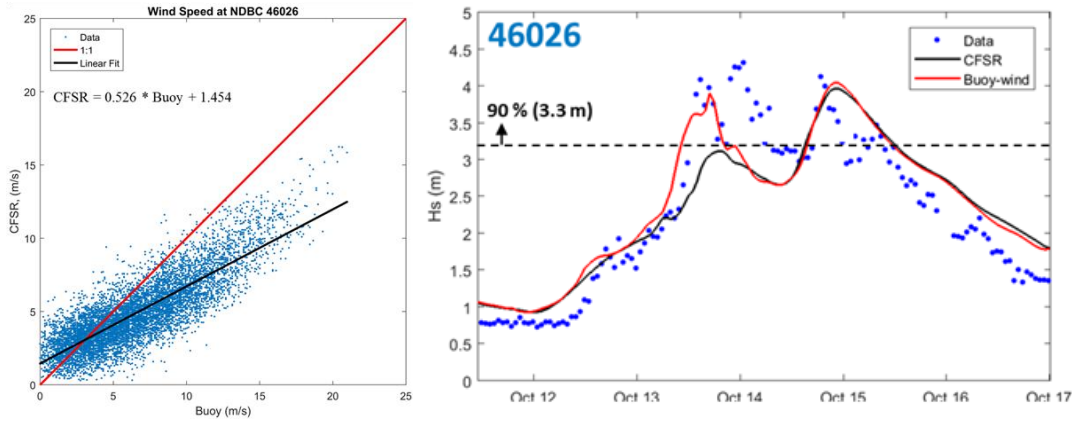 Wind Speed at NDBC 46026
Data
1:1
Linear Fit
CFSR = 0.526 * Buoy + 1.454
25
20
15
10
5
0
CFSR, (m/s)
0 5 10 15 20 25
Buoy (m/s)
46026
Data
CFSR
Buoy-wind
90 % (3.3 m)
5
4.5
4
3.5
3
2.5
2
1.5
1
0.5
0
Hs (m)
Oct 12 Oct 13 Oct 14 Oct 15 Oct 16 Oct 17